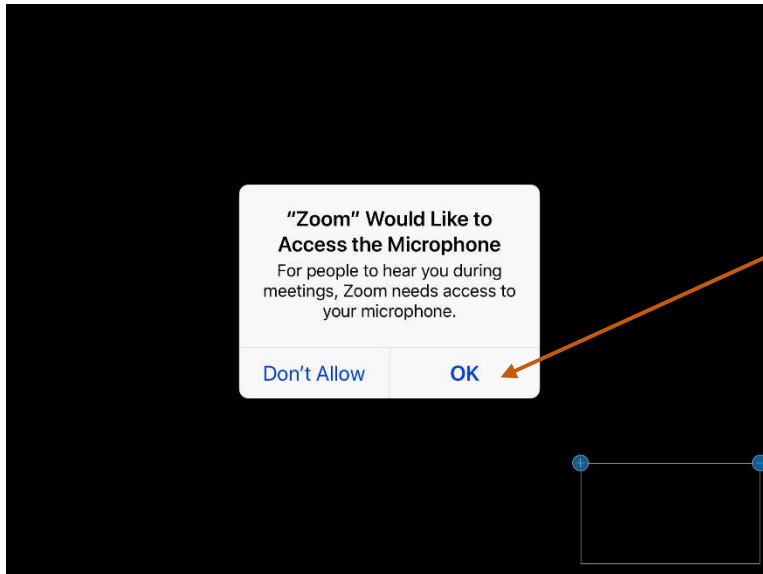 “Zoom” Would Like to
Access the Microphone
For people to hear you during
meetings, Zoom needs access to
your microphone.
Don’t Allow
OK